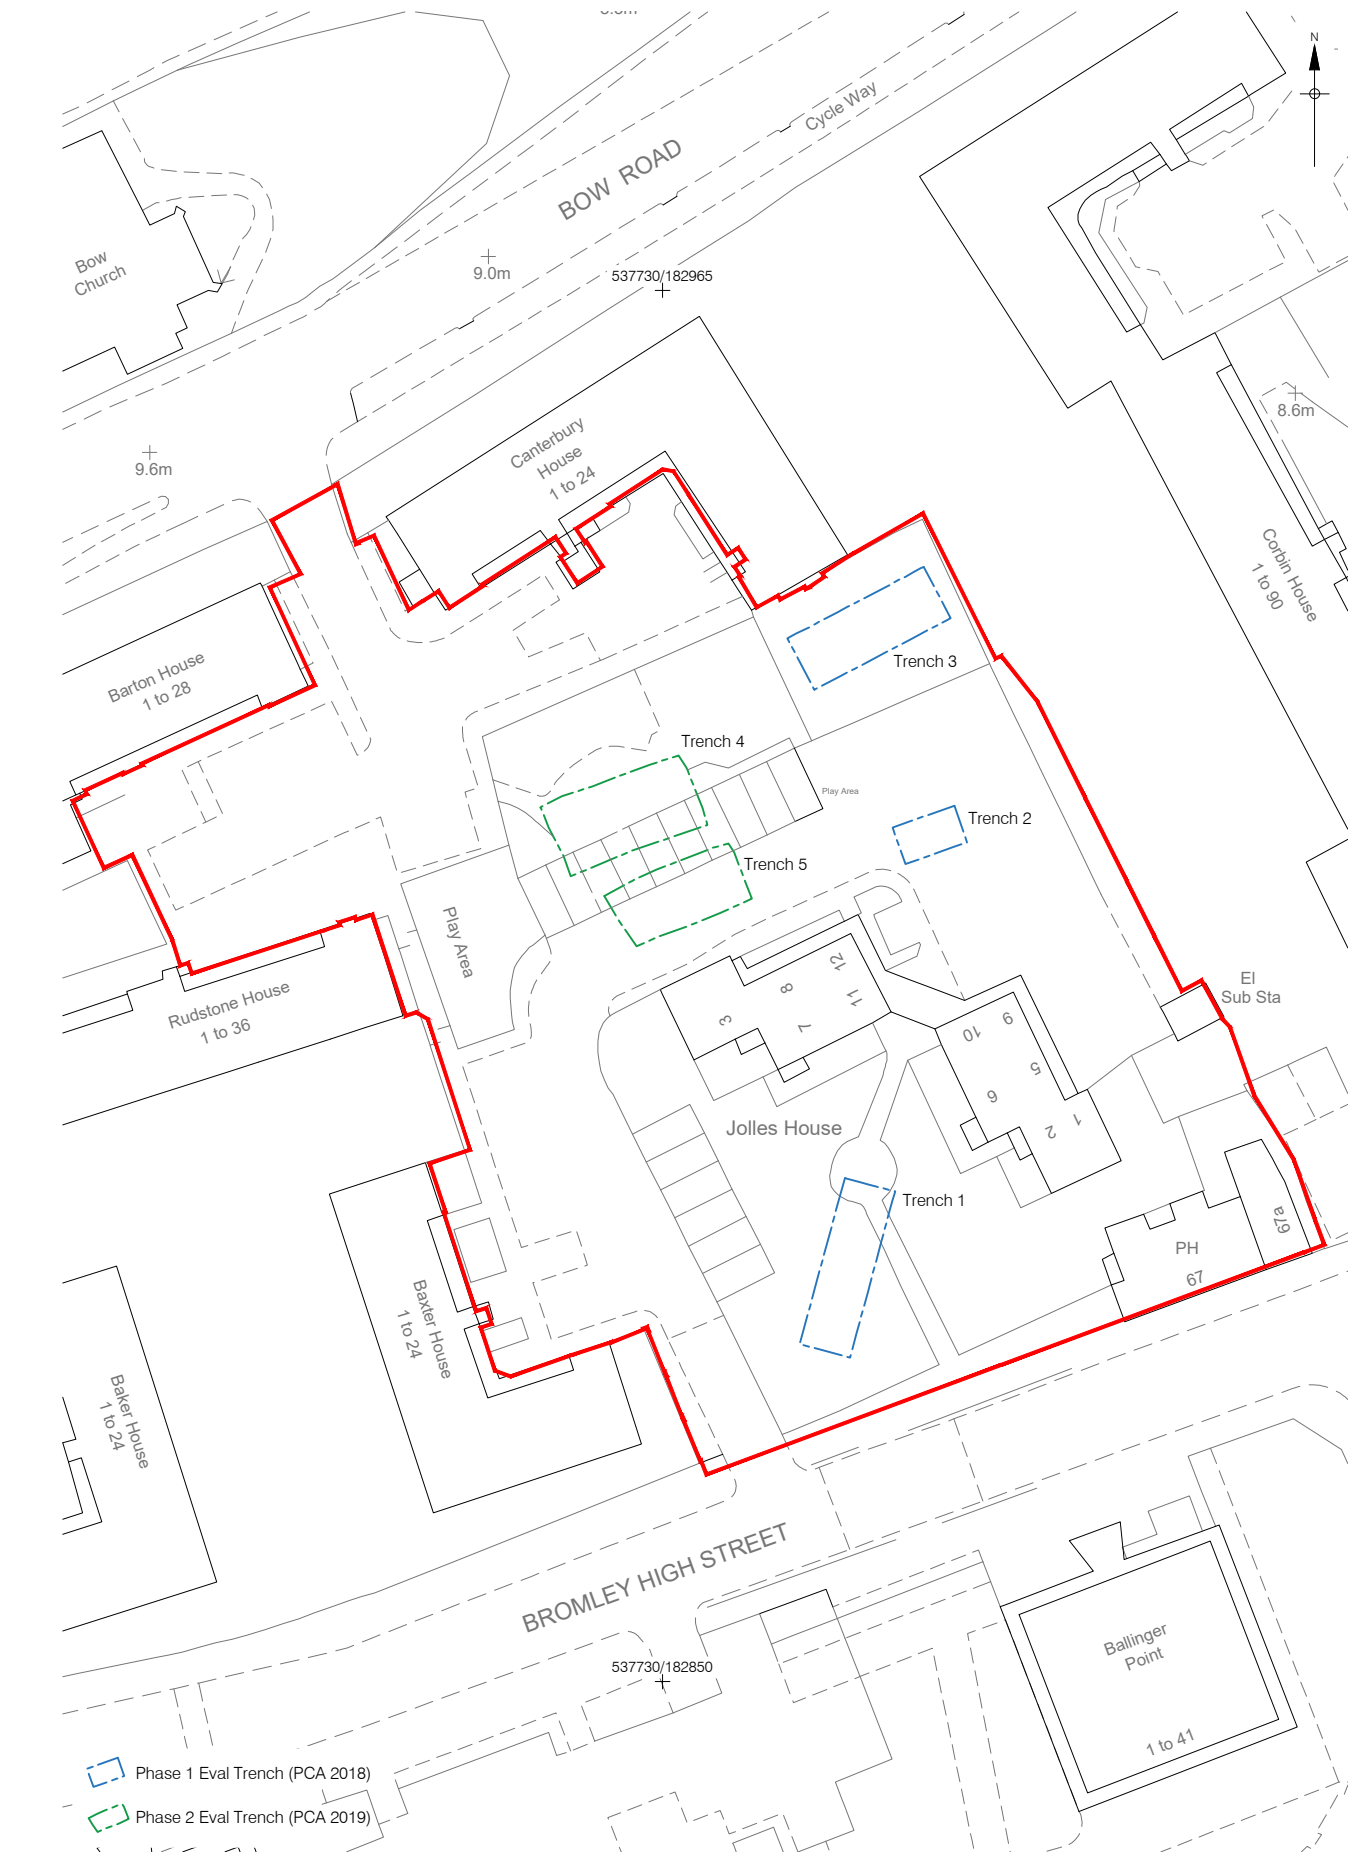 N
Cycle Way
BOW ROAD
Bow
Church
9.0m
537730/182965
8.6m
9.6m
Canterbury
House
1 to 24
Corbin House
1 to 90
Barton House
1 to 28
Trench 3
Trench 4
Play Area
Trench 2
Trench 5
Play Area
Rudstone House
1 to 36
El
Sub Sta
12
8
11
3
7
9
10
5
6
1
2
Jolles House
Trench 1
67a
PH
67
Baxter House
1 to 24
Baker House
1 to 24
BROMLEY HIGH STREET
Ballinger
Point
1 to 41
537730/182850
Phase 1 Eval Trench (PCA 2018)
Phase 2 Eval Trench (PCA 2019)